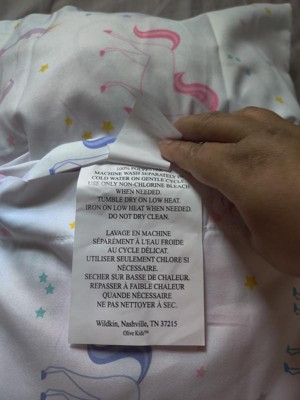 100% POLYESTER
MACHINE WASH SEPARATELY IN
COLD WATER ON GENTLE CYCLE
USE ONLY NON-CHLORINE BLEACH
WHEN NEEDED.
TUMBLE DRY ON LOW HEAT.
IRON ON LOW HEAT WHEN NEEDED.
DO NOT DRY CLEAN.
LAVAGE EN MACHINE
SÉPARÉMENT À L'EAU FROIDE
AU CYCLE DÉLICAT.
UTILISER SEULEMENT CHLORE SI
NÉCESSAIRE.
SECHER SUR BASSE DE CHALEUR.
REPASSER À FAIBLE CHALEUR
QUANDE NÉCESSAIRE
NE PAS NETTOYER À SEC.
Wildkin, Nashville, TN 37215
Olive Kids™